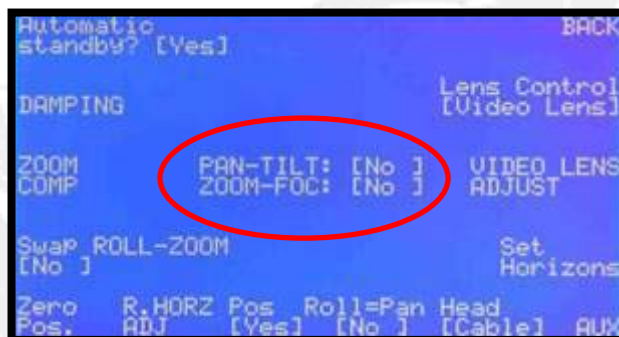 Automatic BACK
standby? [Yes]
Lens Control
DAMPING [Video Lens]
ZOOM PAN-TILT: [No ] VIDEO LENS
COMP ZOOM-FOC: [No ] ADJUST
Swap ROLL-ZOOM Set
[No ] Horizons
Zero R.HORZ Pos Roll=Pan Head
Pos. ADJ [Yes] [No ] [Cable] AUX